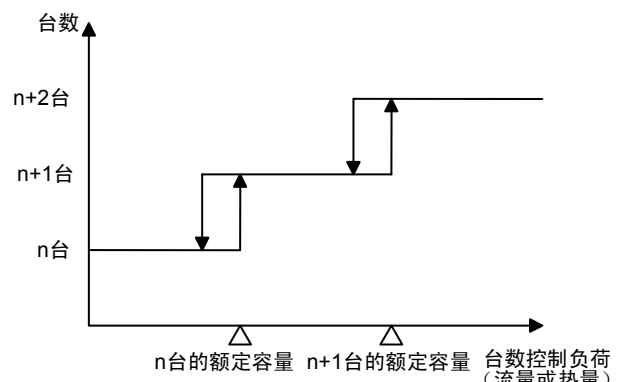 台数
n+2台
n+1台
n台
n台的额定容量 n+1台的额定容量 台数控制负荷
（流量或热量）